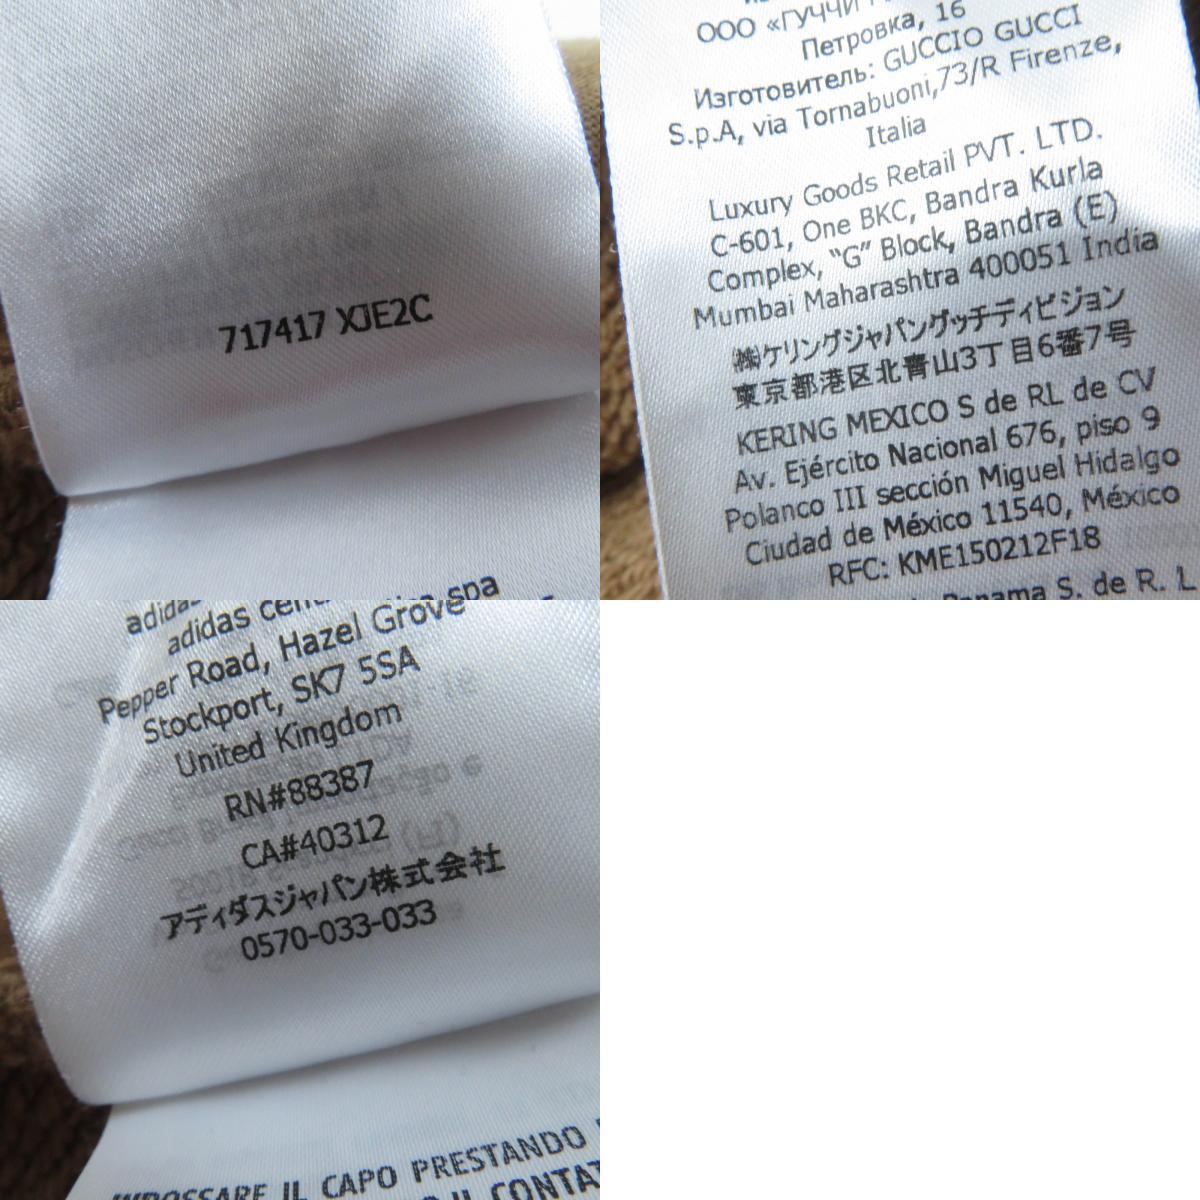 717417 XJE2C
ООО «ГУЧЧИ
Петровка, 16
Изготовитель: GUCCIO GUCCI
S.p.A, via Tornabuoni,73/R Firenze,
Italia
Luxury Goods Retail PVT. LTD.
C-601, One BKC, Bandra Kurla
Complex, "G" Block, Bandra (E)
Mumbai Maharashtra 400051 India
㈱ケリングジャパングッチディビジョン
東京都港区北青山3丁目6番7号
KERING MEXICO S de RL de CV
Av. Ejército Nacional 676, piso 9
Polanco III sección Miguel Hidalgo
Ciudad de México 11540, México
RFC: KME150212F18
Panama S. de R. L
adidas
adidas spa
Pepper Road, Hazel Grove
Stockport, SK7 5SA
United Kingdom
RN#88387
CA#40312
アディダスジャパン株式会社
0570-033-033
IL CAPO PRESTANDO
IL CONTAT